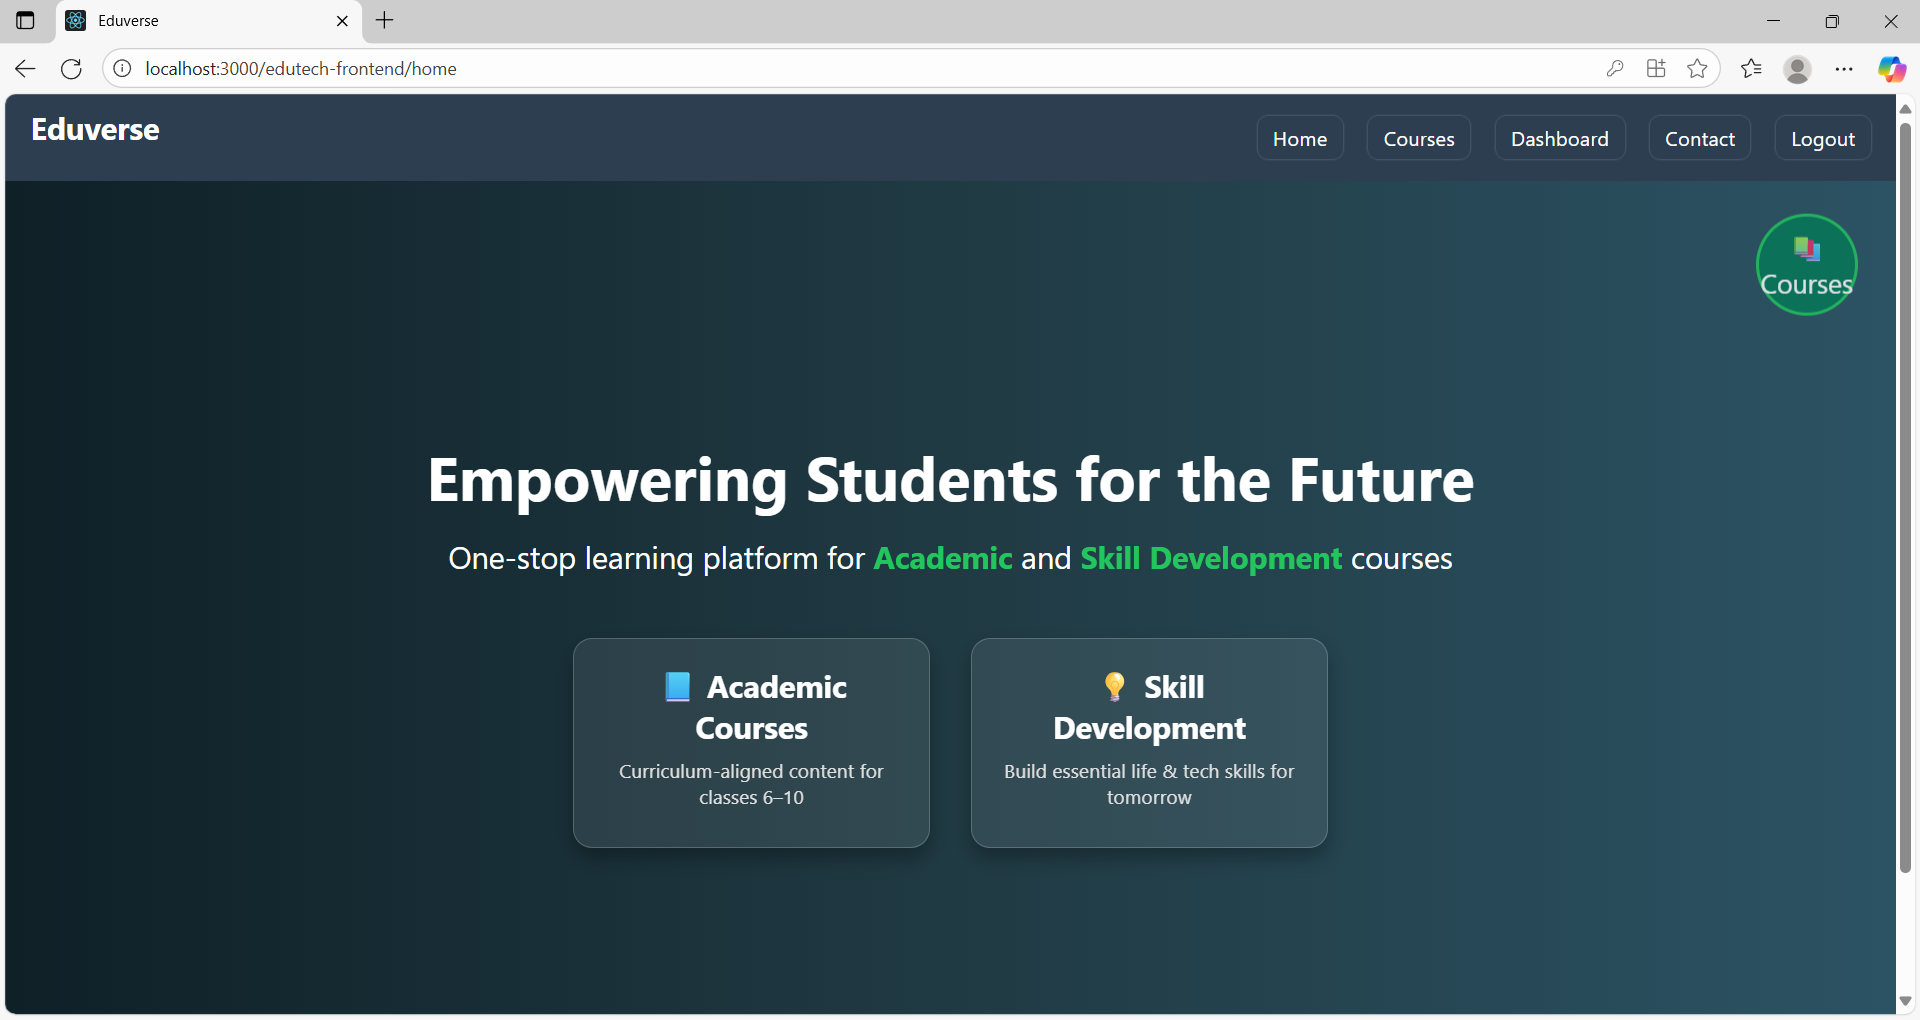 Eduverse
localhost:3000/edutech-frontend/home
Eduverse
Home
Courses
Dashboard
Contact
Logout
Courses
Empowering Students for the Future
One-stop learning platform for Academic and Skill Development courses
Academic
Courses
Curriculum-aligned content for
classes 6–10
Skill
Development
Build essential life & tech skills for
tomorrow